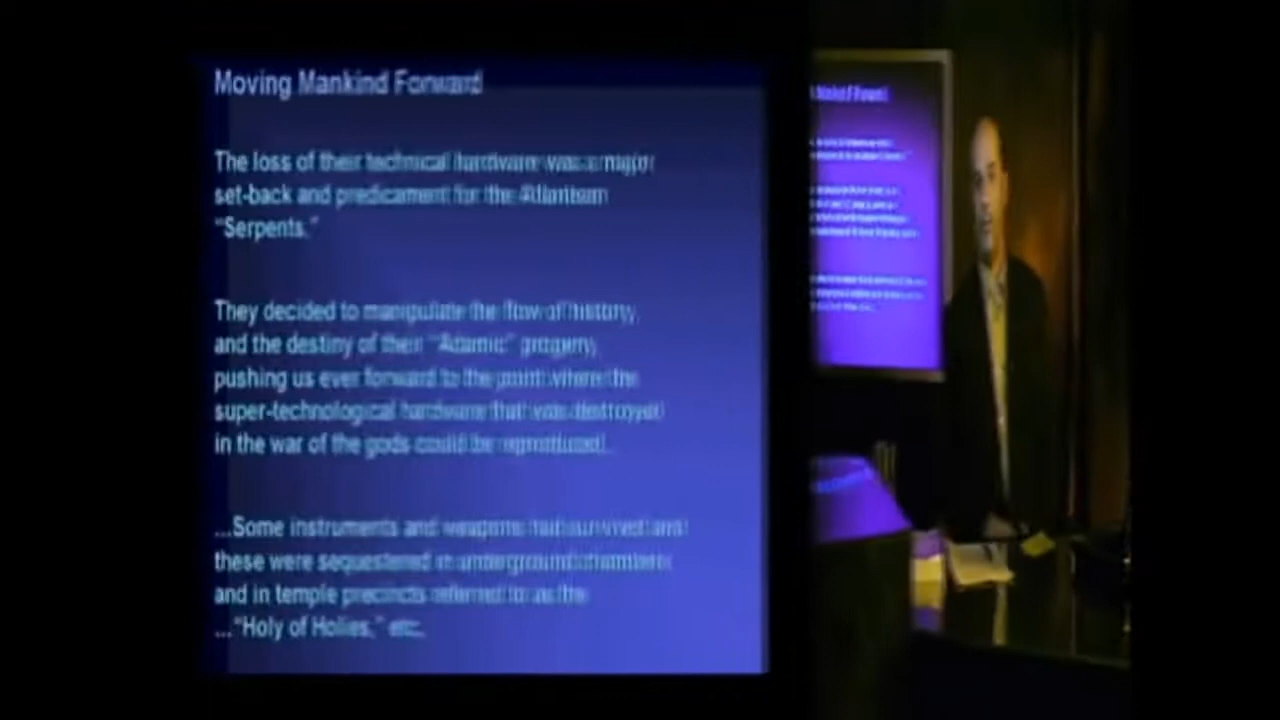 Moving Mankind Forward
The loss of their technical hardware was a major
set-back and predicament for the Atlantean
"Serpents."
They decided to manipulate the flow of history,
and the destiny of their "Adamic" progeny,
pushing us ever forward to the point where the
super-technological hardware that was destroyed
in the war of the gods could be reproduced.
...Some instruments and weapons had survived and
these were sequestered in underground chambers
and in temple precincts referred to as the
..."Holy of Holies," etc.